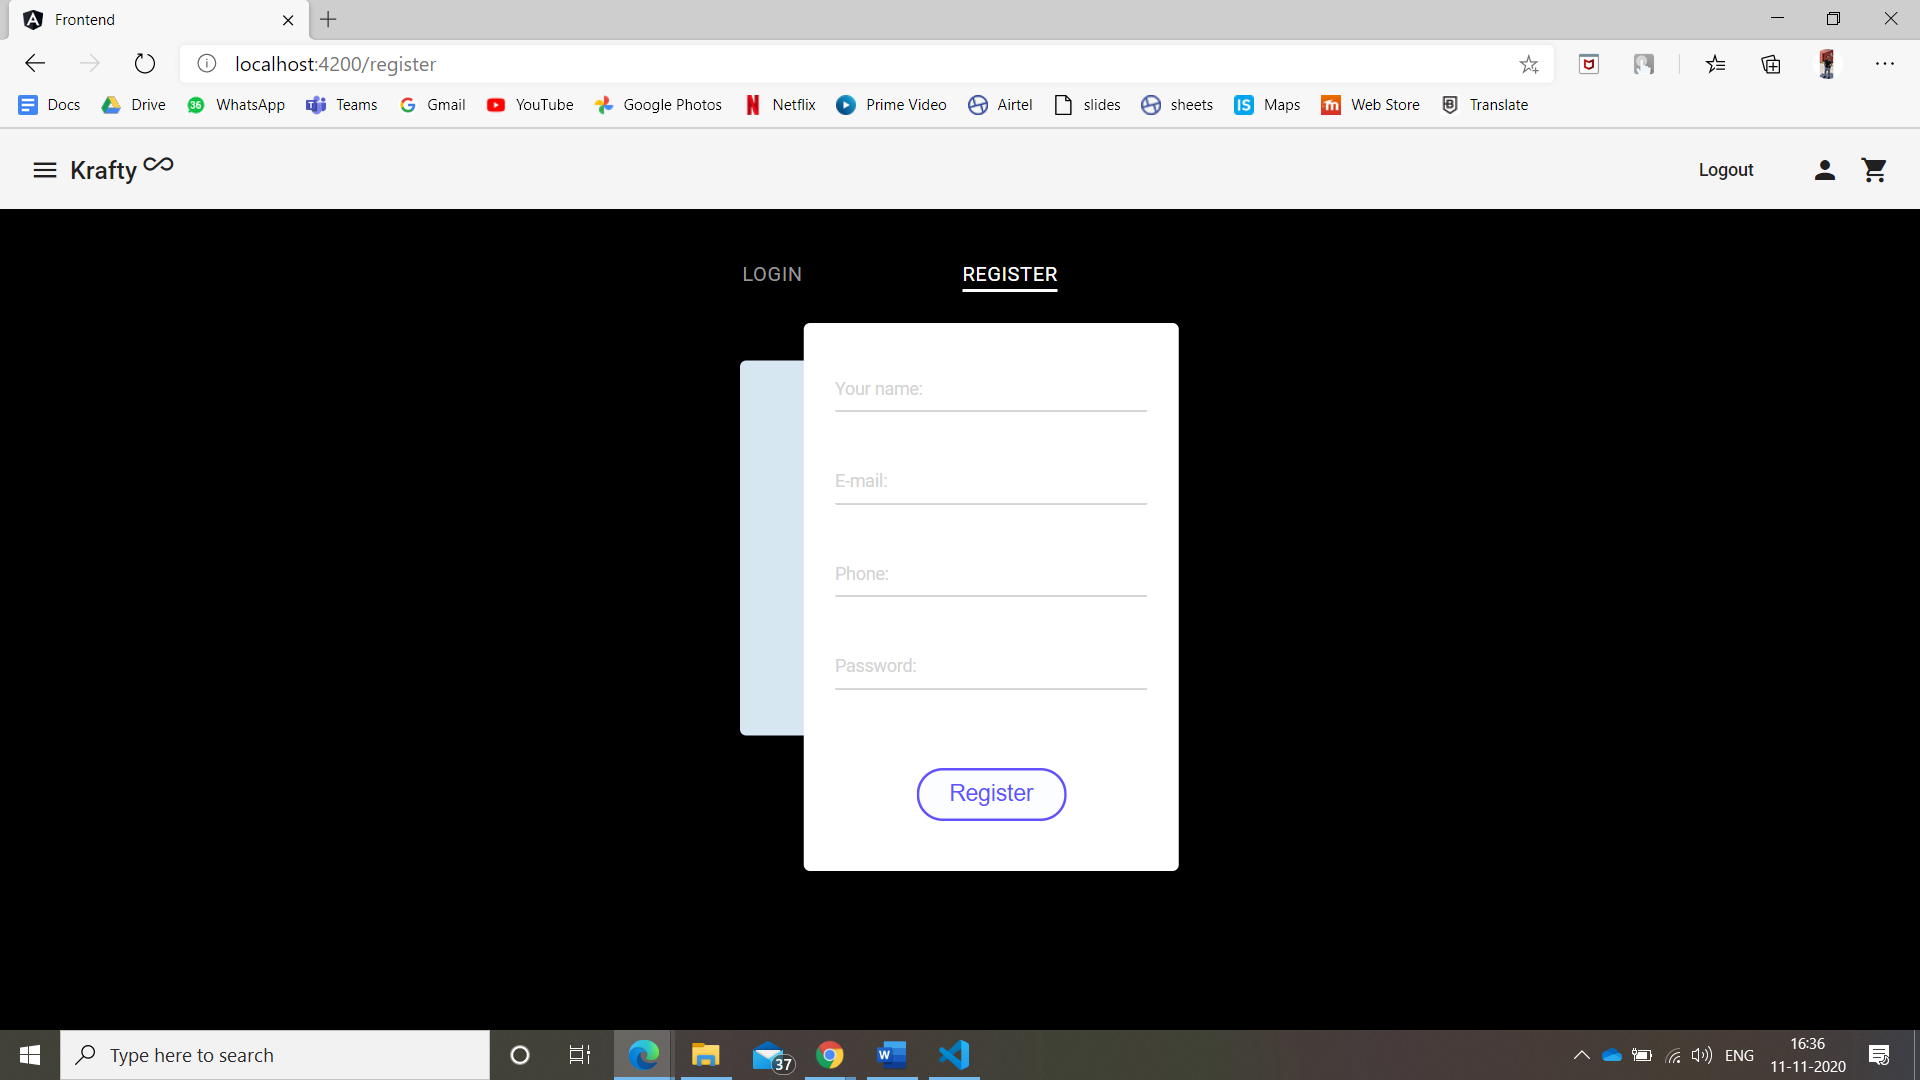 Frontend
localhost:4200/register
Docs Drive 36 WhatsApp Teams Gmail YouTube Google Photos Netflix Prime Video Airtel slides sheets IS Maps Web Store Translate
Krafty Logout
LOGIN REGISTER
Your name:
E-mail:
Phone:
Password:
Register
Type here to search
37
ENG
16:36
11-11-2020